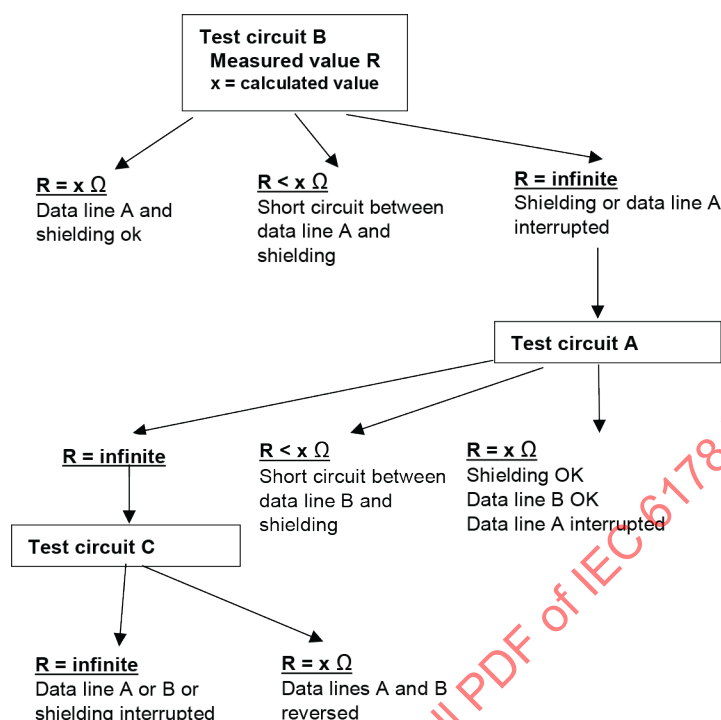 Test circuit B
Measured value R
x = calculated value
R = x Ω
Data line A and
shielding ok
R < x Ω
Short circuit between
data line A and
shielding
R = infinite
Shielding or data line A
interrupted
Test circuit A
R = infinite
R < x Ω
Short circuit between
data line B and
shielding
R = x Ω
Shielding OK
Data line B OK
Data line A interrupted
Test circuit C
R = infinite
Data line A or B or
shielding interrupted
R = x Ω
Data lines A and B
reversed
PDF of IEC 6178